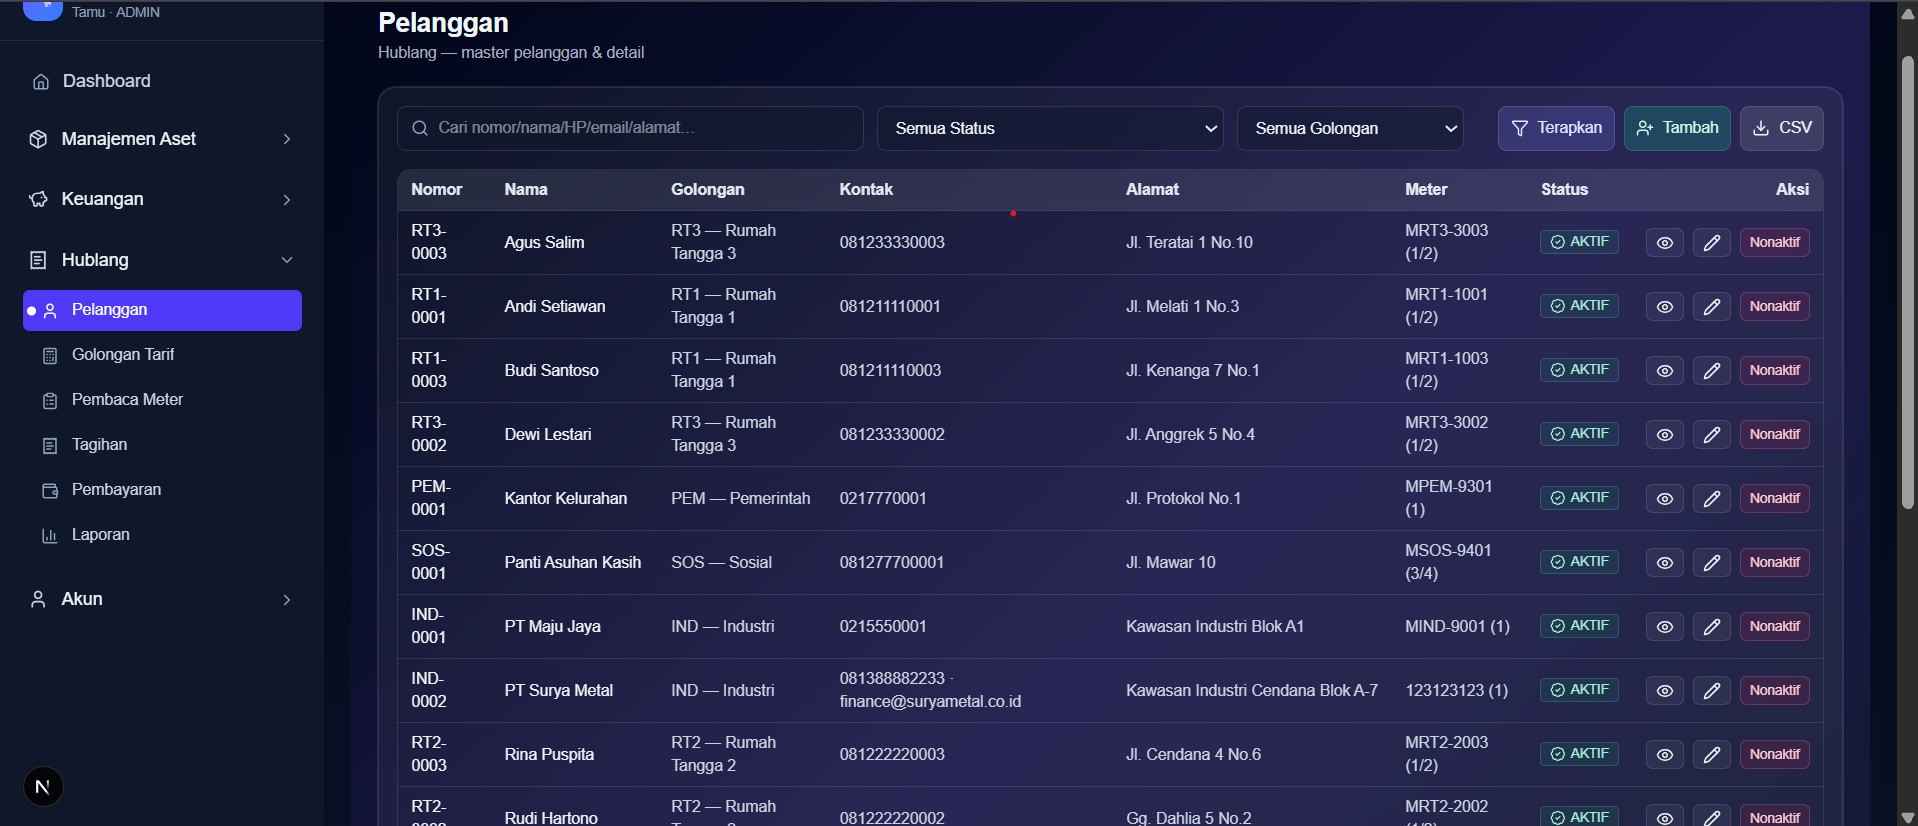 Tamu · ADMIN
Dashboard
Manajemen Aset
Keuangan
Hublang
Pelanggan
Golongan Tarif
Pembaca Meter
Tagihan
Pembayaran
Laporan
Akun
N
Pelanggan
Hublang — master pelanggan & detail
Cari nomor/nama/HP/email/alamat...
Semua Status
Semua Golongan
Terapkan
Tambah
CSV
Nomor Nama Golongan Kontak Alamat Meter Status Aksi
RT3- RT3 — Rumah MRT3-3003
Agus Salim 081233330003 Jl. Teratai 1 No.10 AKTIF Nonaktif
0003 Tangga 3 (1/2)
RT1- RT1 — Rumah MRT1-1001
Andi Setiawan 081211110001 Jl. Melati 1 No.3 AKTIF Nonaktif
0001 Tangga 1 (1/2)
RT1- RT1 — Rumah MRT1-1003
Budi Santoso 081211110003 Jl. Kenanga 7 No.1 AKTIF Nonaktif
0003 Tangga 1 (1/2)
RT3- RT3 — Rumah MRT3-3002
Dewi Lestari 081233330002 Jl. Anggrek 5 No.4 AKTIF Nonaktif
0002 Tangga 3 (1/2)
PEM- MPEM-9301
Kantor Kelurahan PEM — Pemerintah 0217770001 Jl. Protokol No.1 AKTIF Nonaktif
0001 (1)
SOS- MSOS-9401
Panti Asuhan Kasih SOS — Sosial 081277700001 Jl. Mawar 10 AKTIF Nonaktif
0001 (3/4)
IND-
PT Maju Jaya IND — Industri 0215550001 Kawasan Industri Blok A1 MIND-9001 (1) AKTIF Nonaktif
0001
IND- 081388882233 ·
PT Surya Metal IND — Industri Kawasan Industri Cendana Blok A-7 123123123 (1) AKTIF Nonaktif
0002 finance@suryametal.co.id
RT2- RT2 — Rumah MRT2-2003
Rina Puspita 081222220003 Jl. Cendana 4 No.6 AKTIF Nonaktif
0003 Tangga 2 (1/2)
RT2- RT2 — Rumah MRT2-2002
Rudi Hartono 081222220002 Gg. Dahlia 5 No.2 AKTIF Nonaktif